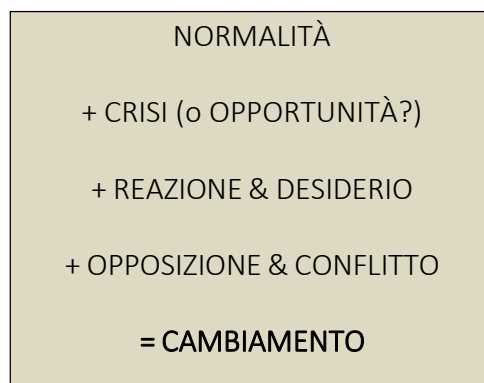 NORMALITÀ
+ CRISI (o OPPORTUNITÀ?)
+ REAZIONE & DESIDERIO
+ OPPOSIZIONE & CONFLITTO
= CAMBIAMENTO